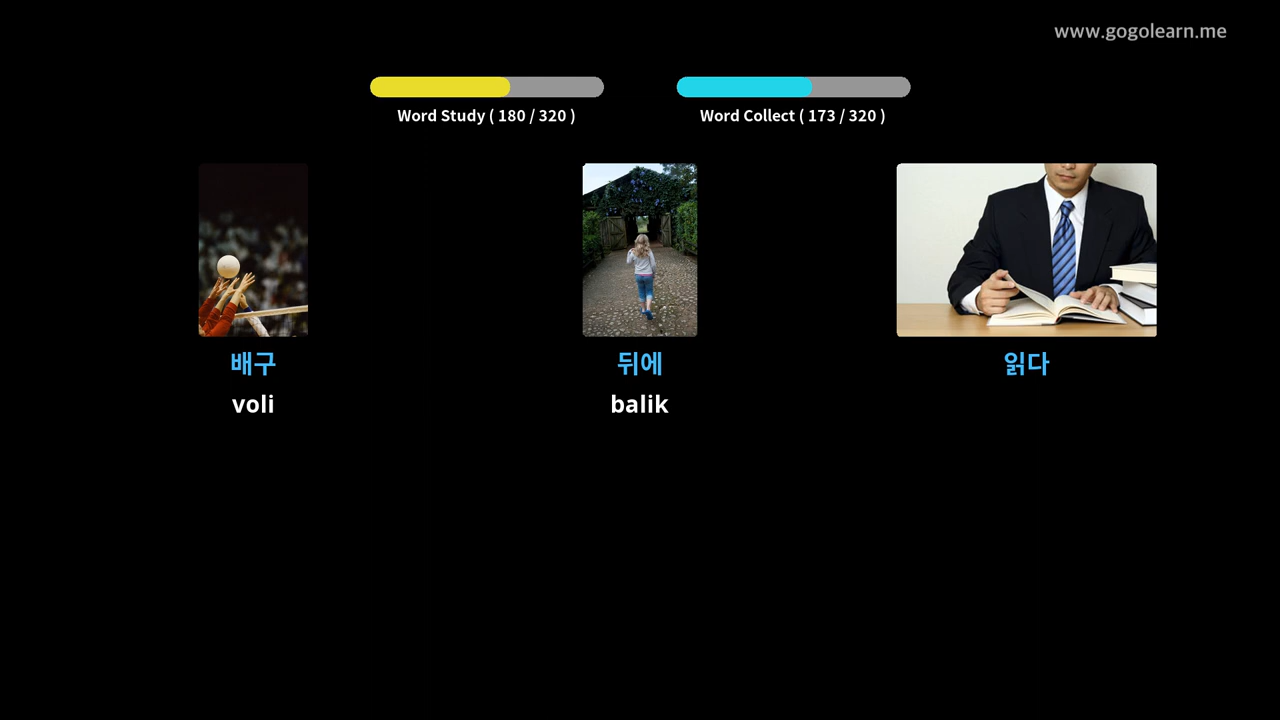 www.gogolearn.me
Word Study ( 180 / 320 )
Word Collect ( 173 / 320 )
배구
뒤에
읽다
voli
balik